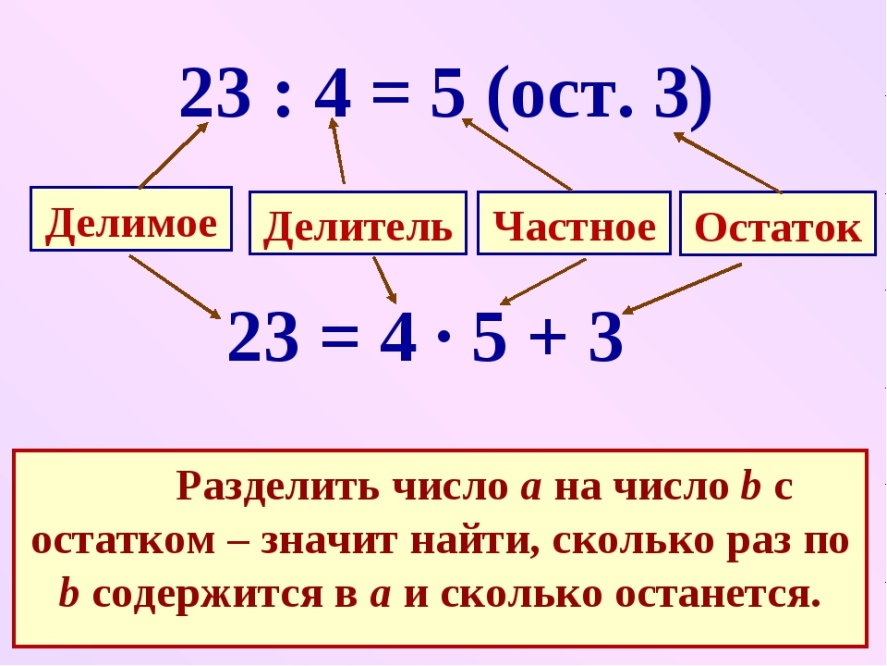 23 : 4 = 5 (ост. 3)
Делимое Делитель Частное Остаток
23 = 4 · 5 + 3
Разделить число a на число b с
остатком – значит найти, сколько раз по
b содержится в a и сколько останется.